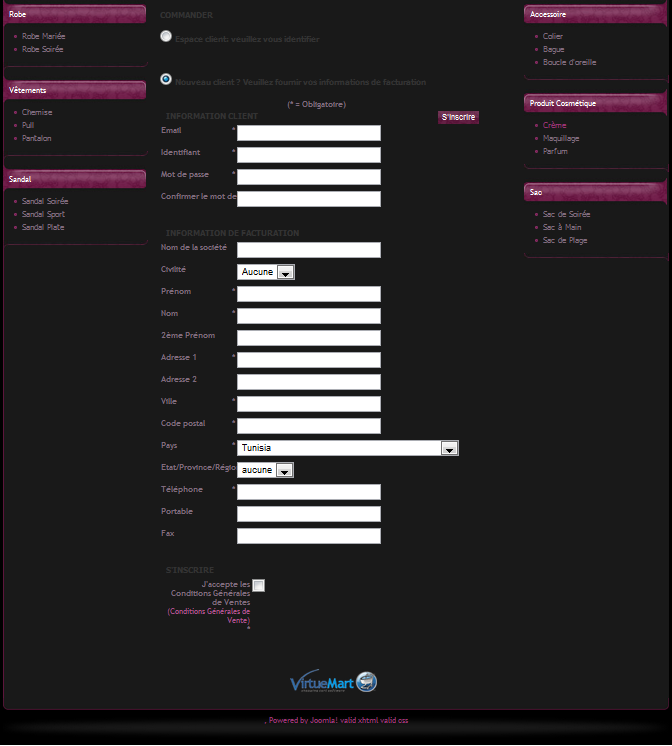 Robe
Robe Mariée
Robe Soirée
Vêtements
Chemise
Pull
Pantalon
Sandal
Sandal Soirée
Sandal Sport
Sandal Plate
COMMANDER
Espace client: veuillez vous identifier
Nouveau client ? Veuillez fournir vos informations de facturation
(* = Obligatoire)
INFORMATION CLIENT
S'inscrire
Email *
Identifiant *
Mot de passe *
Confirmer le mot de
INFORMATION DE FACTURATION
Nom de la société
Civilité Aucune
Prénom *
Nom *
2ème Prénom
Adresse 1 *
Adresse 2
Ville *
Code postal *
Pays * Tunisia
Etat/Province/Régio aucune
Téléphone *
Portable
Fax
S'INSCRIRE
J'accepte les
Conditions Générales
de Ventes
(Conditions Générales de
Vente)
*
Accessoire
Colier
Bague
Boucle d'oreille
Produit Cosmétique
Crème
Maquillage
Parfum
Sac
Sac de Soirée
Sac à Main
Sac de Plage
VirtueMart
, Powered by Joomla! valid xhtml valid css